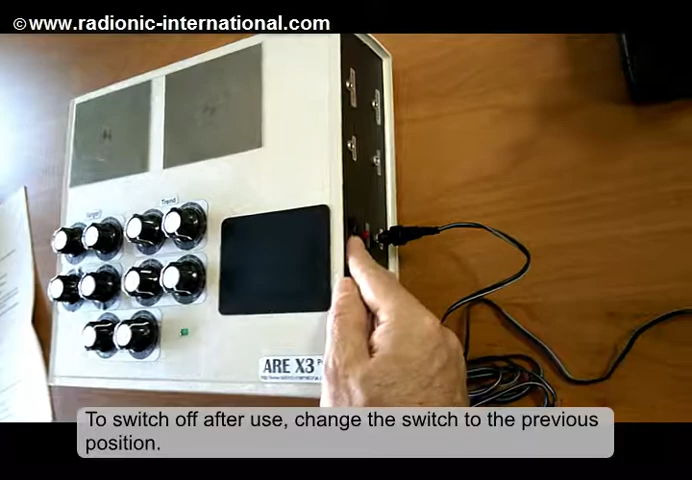 © www.radionic-international.com
Target
Trend
ARE X3
To switch off after use, change the switch to the previous
position.